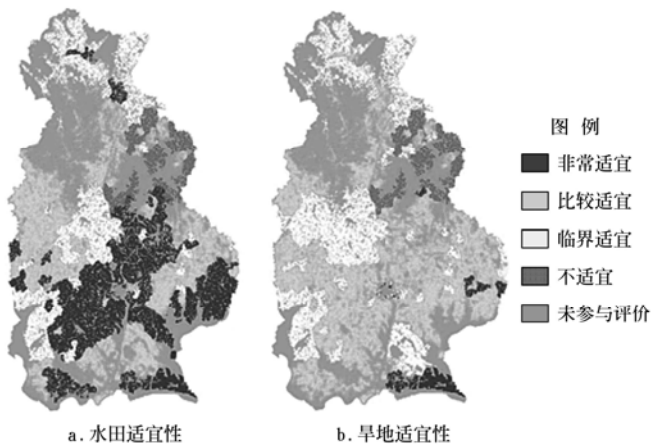 图 例
非常适宜
比较适宜
临界适宜
不适宜
未参与评价
a. 水田适宜性
b. 旱地适宜性